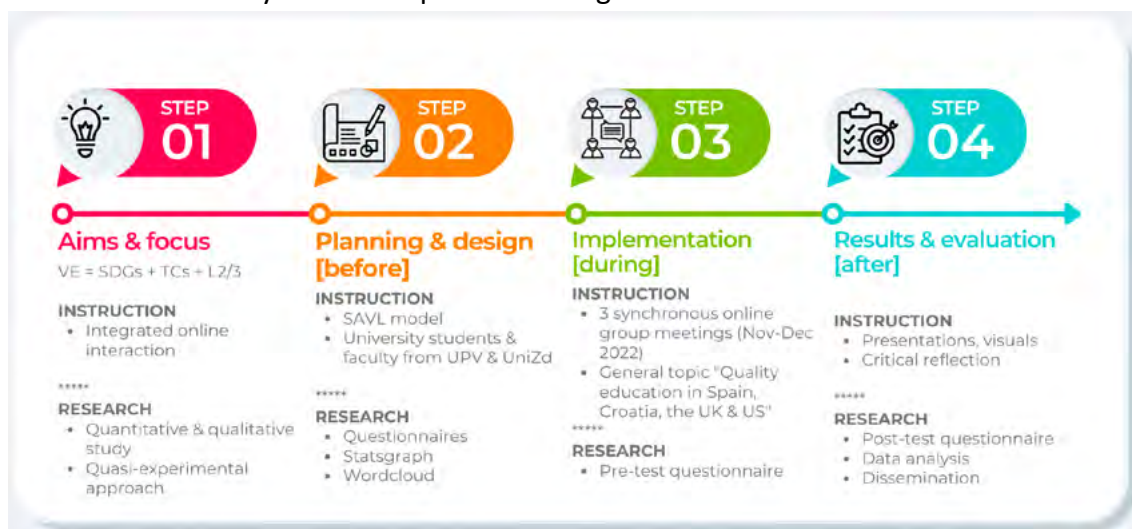 STEP
01
Aims & focus
VE = SDGs + TCs + L2/3
INSTRUCTION
• Integrated online
interaction
*****
RESEARCH
• Quantitative & qualitative
study
• Quasi-experimental
approach
STEP
02
Planning & design
[before]
INSTRUCTION
• SAVL model
• University students &
faculty from UPV & UniZd
*****
RESEARCH
• Questionnaires
• Statsgraph
• Wordcloud
STEP
03
Implementation
[during]
INSTRUCTION
• 3 synchronous online
group meetings (Nov-Dec
2022)
• General topic "Quality
education in Spain,
Croatia, the UK & US"
*****
RESEARCH
• Pre-test questionnaire
STEP
04
Results & evaluation
[after]
INSTRUCTION
• Presentations, visuals
• Critical reflection
*****
RESEARCH
• Post-test questionnaire
• Data analysis
• Dissemination